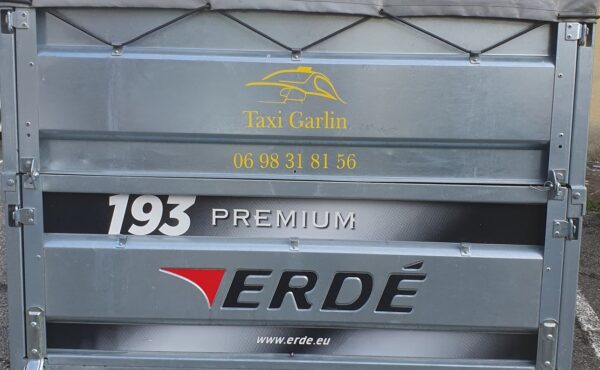 Taxi Garlin
06 98 31 81 56
193 PREMIUM
ERDÉ
www.erde.eu